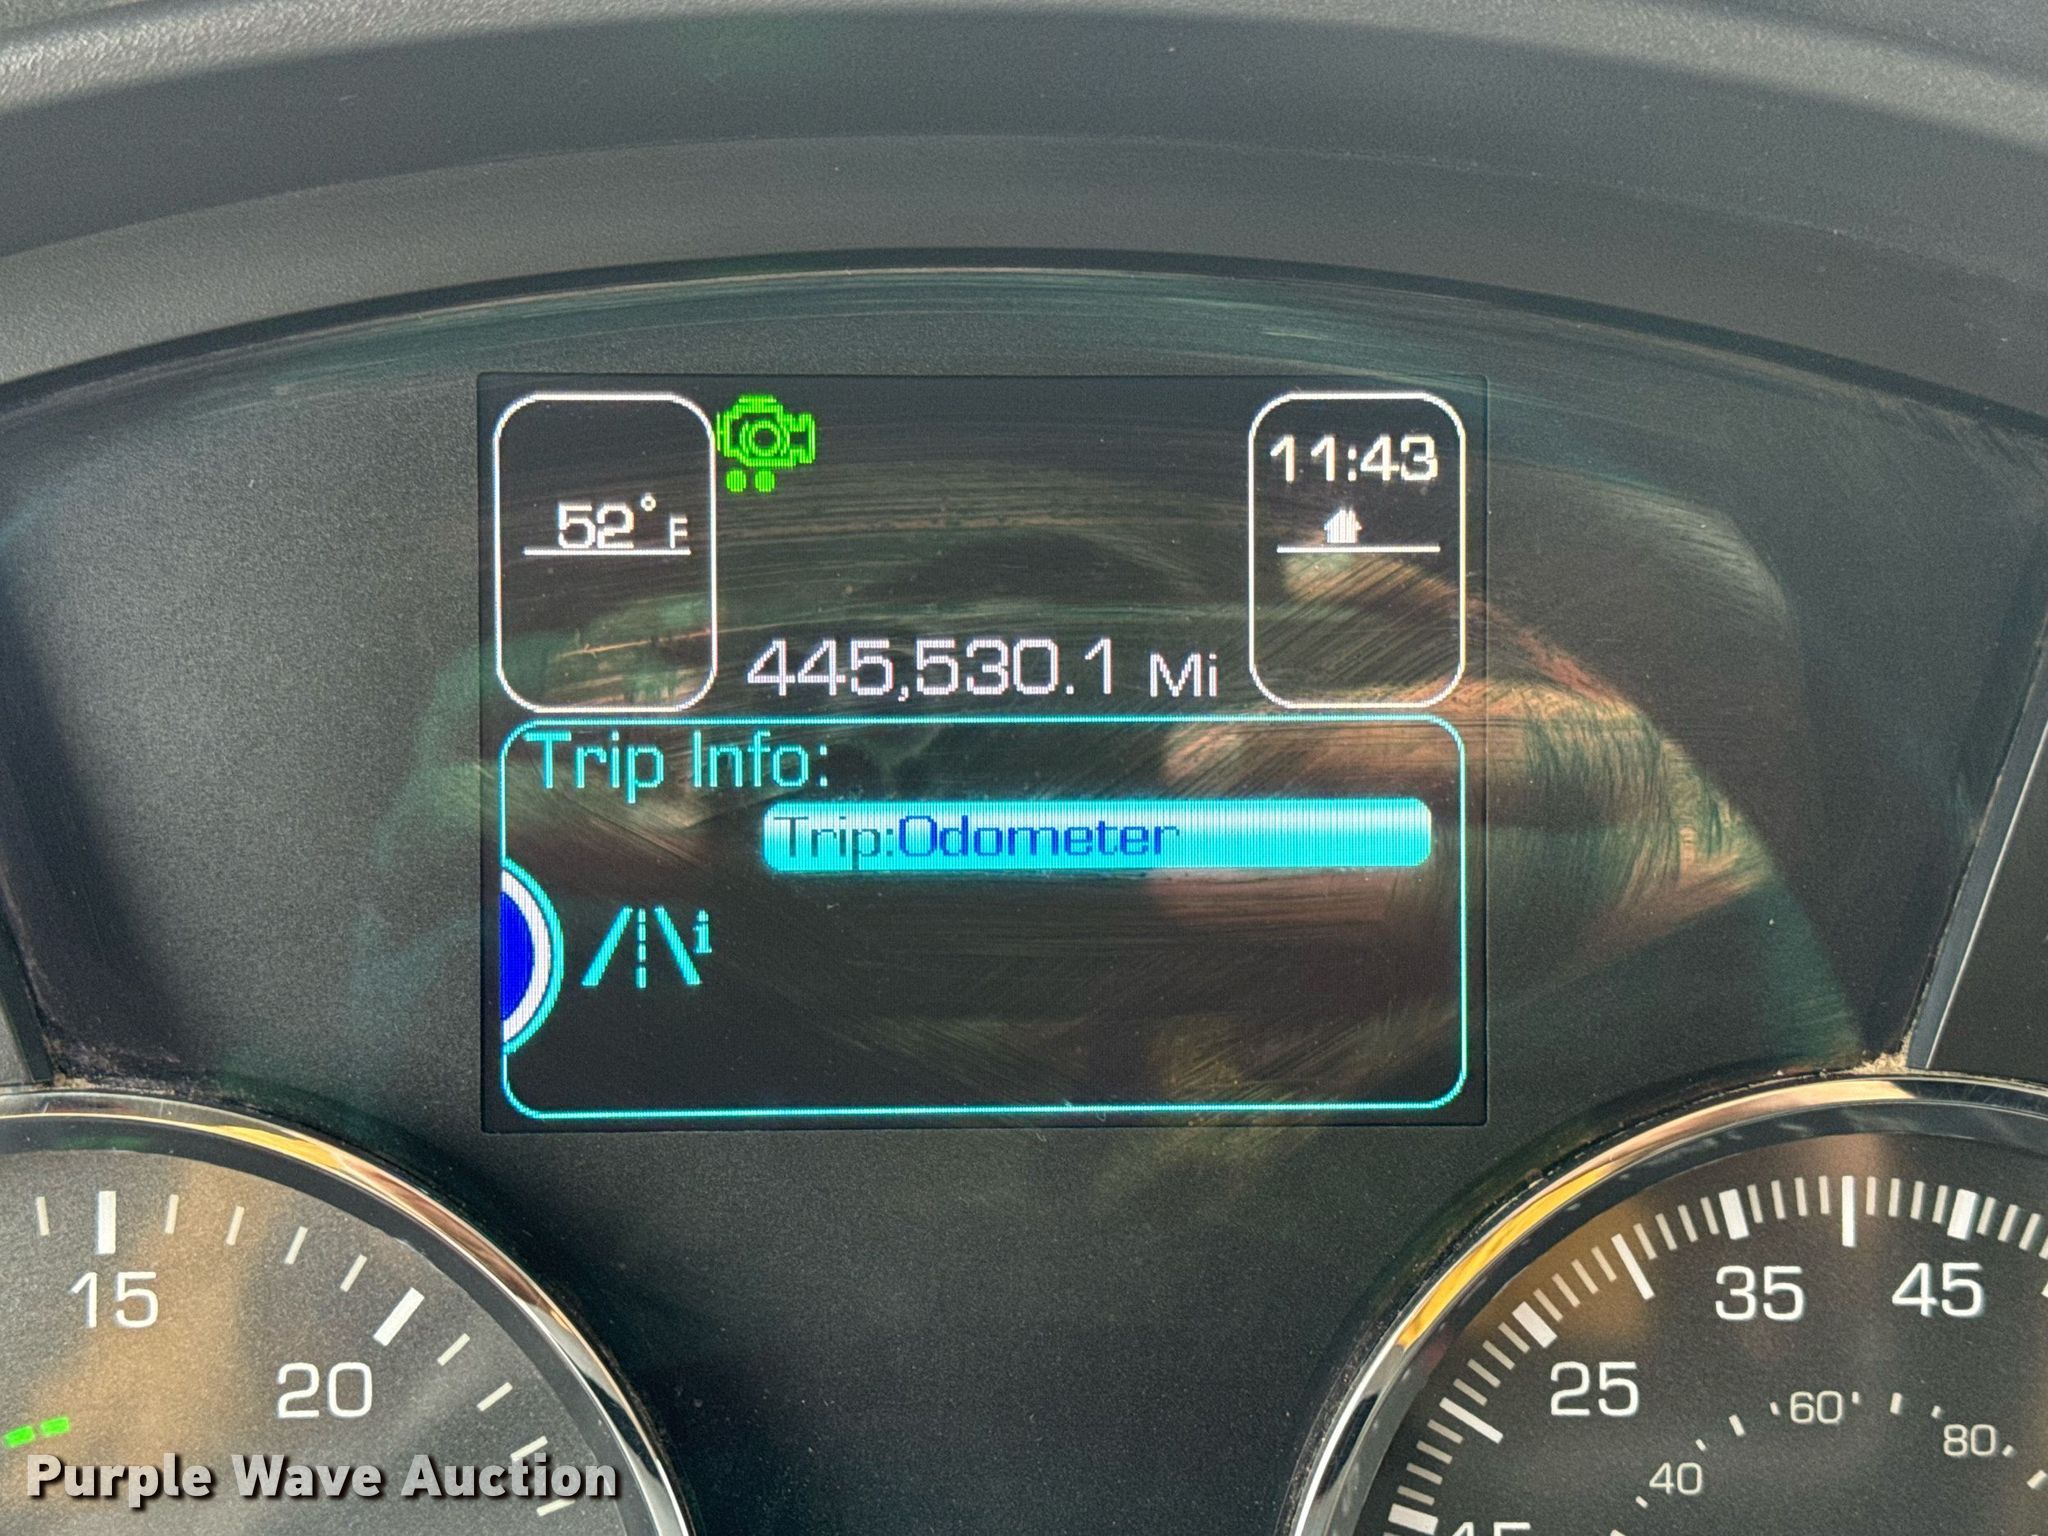 52° F
11:43
445,530.1 Mi
Trip Info:
Trip:Odometer
i
15
20
25
35
45
40
60
80
Purple Wave Auction